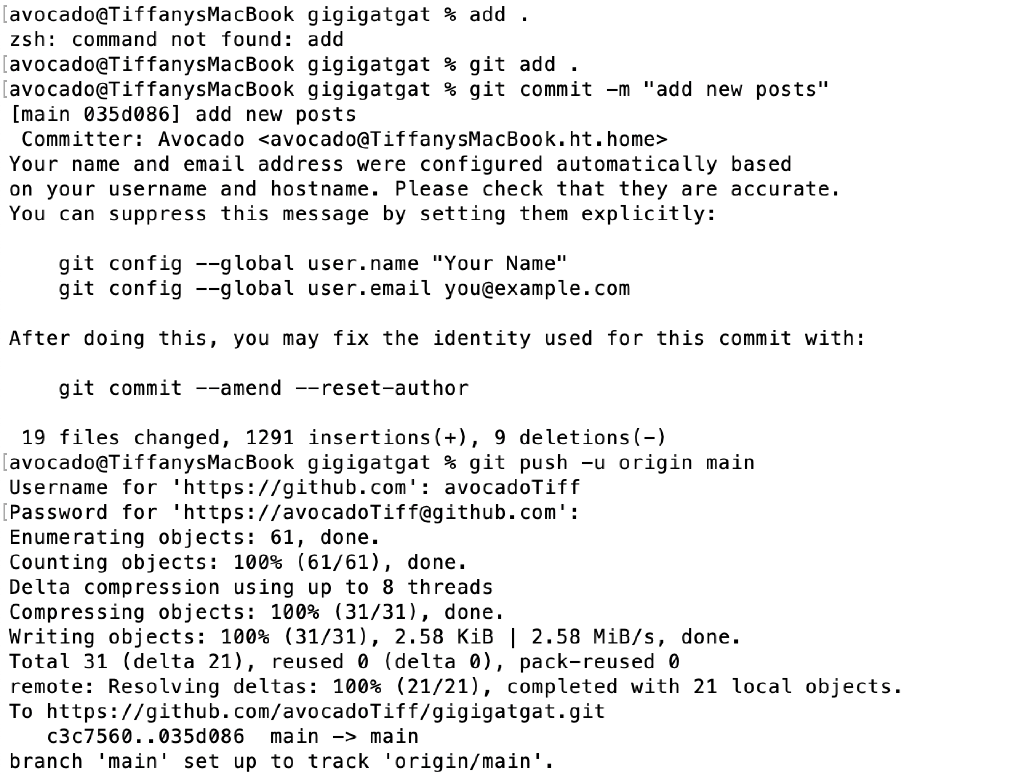 [avocado@TiffanysMacBook gigigatgat % add .
zsh: command not found: add
[avocado@TiffanysMacBook gigigatgat % git add .
[avocado@TiffanysMacBook gigigatgat % git commit -m "add new posts"
[main 035d086] add new posts
 Committer: Avocado <avocado@TiffanysMacBook.ht.home>
Your name and email address were configured automatically based
on your username and hostname. Please check that they are accurate.
You can suppress this message by setting them explicitly:

    git config --global user.name "Your Name"
    git config --global user.email you@example.com

After doing this, you may fix the identity used for this commit with:

    git commit --amend --reset-author

 19 files changed, 1291 insertions(+), 9 deletions(-)
[avocado@TiffanysMacBook gigigatgat % git push -u origin main
Username for 'https://github.com': avocadoTiff
[Password for 'https://avocadoTiff@github.com':
Enumerating objects: 61, done.
Counting objects: 100% (61/61), done.
Delta compression using up to 8 threads
Compressing objects: 100% (31/31), done.
Writing objects: 100% (31/31), 2.58 KiB | 2.58 MiB/s, done.
Total 31 (delta 21), reused 0 (delta 0), pack-reused 0
remote: Resolving deltas: 100% (21/21), completed with 21 local objects.
To https://github.com/avocadoTiff/gigigatgat.git
   c3c7560..035d086  main -> main
branch 'main' set up to track 'origin/main'.